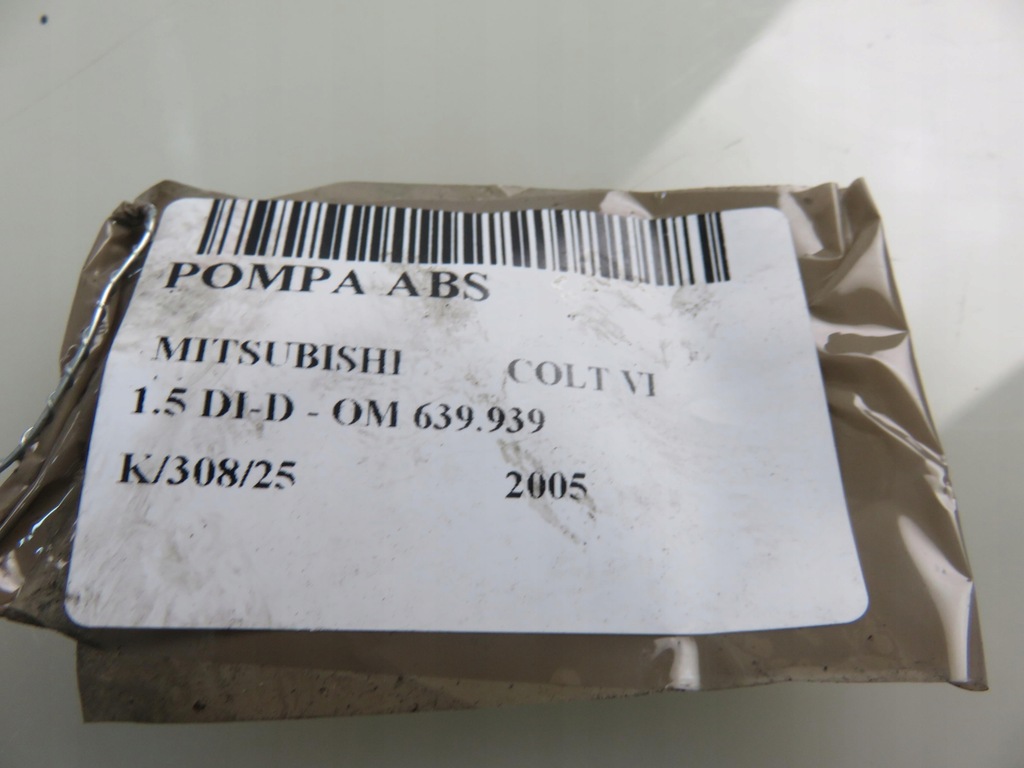 POMPA ABS
MITSUBISHI COLT VI
1.5 DI-D - OM 639.939
K/308/25 2005